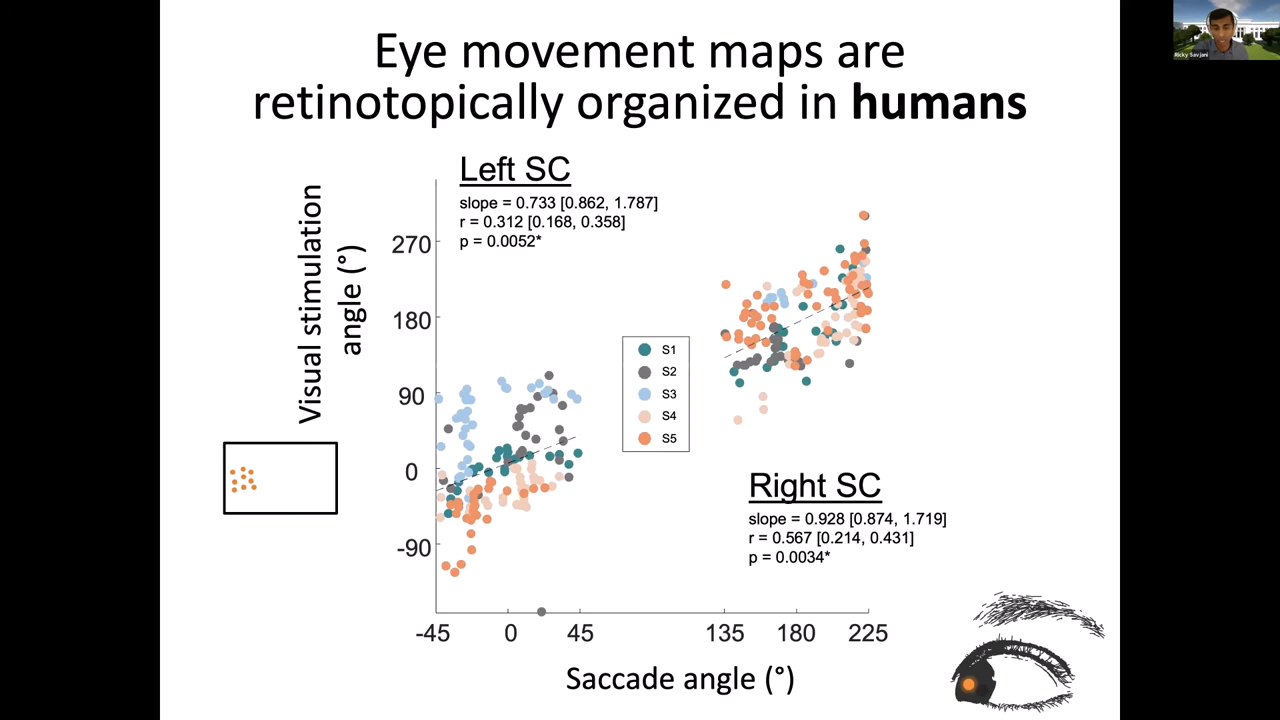 Eye movement maps are
retinotopically organized in humans
Ricky Savjani
Left SC
slope = 0.733 [0.862, 1.787]
r = 0.312 [0.168, 0.358]
p = 0.0052*
Visual stimulation
angle (°)
270
180
90
0
-90
S1
S2
S3
S4
S5
Right SC
slope = 0.928 [0.874, 1.719]
r = 0.567 [0.214, 0.431]
p = 0.0034*
-45 0 45 135 180 225
Saccade angle (°)